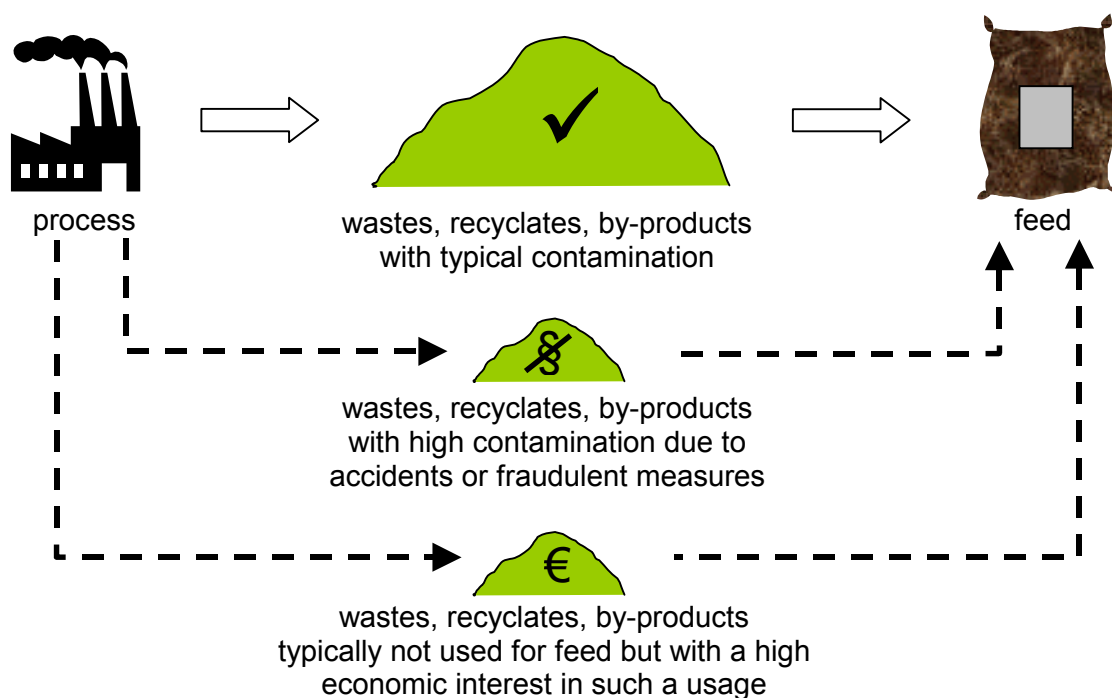 process
feed
✓
wastes, recyclates, by-products
with typical contamination
§
wastes, recyclates, by-products
with high contamination due to
accidents or fraudulent measures
€
wastes, recyclates, by-products
typically not used for feed but with a high
economic interest in such a usage